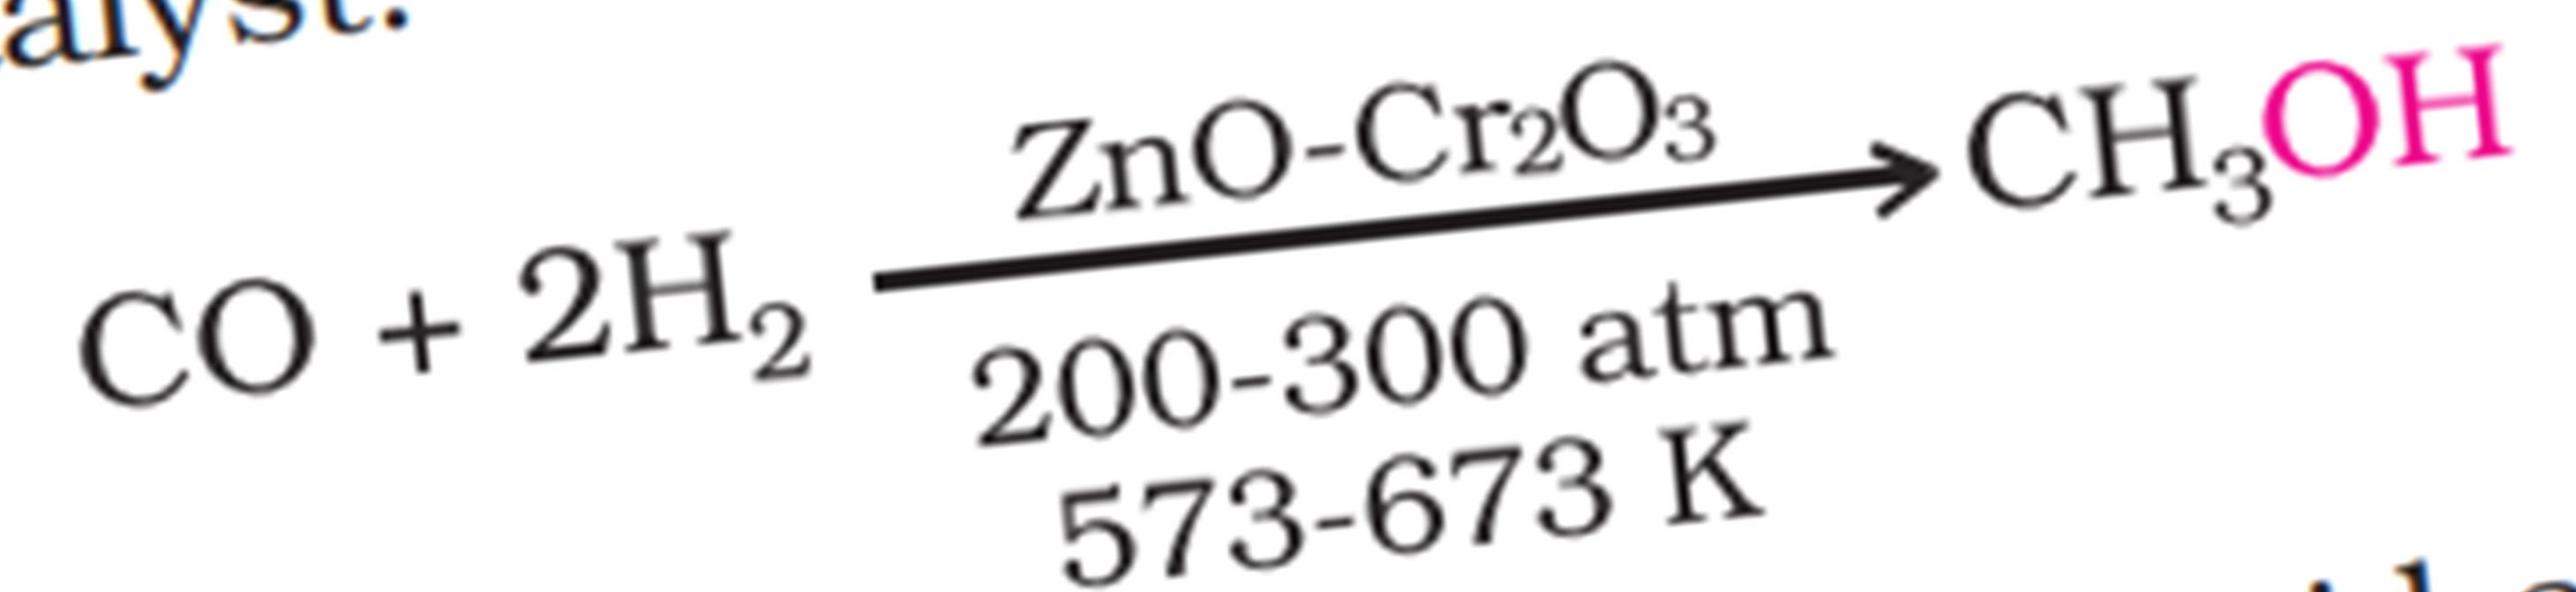 alyst.
ZnO-Cr₂O₃
CO + 2H₂ ⟶ CH₃OH
200-300 atm
573-673 K